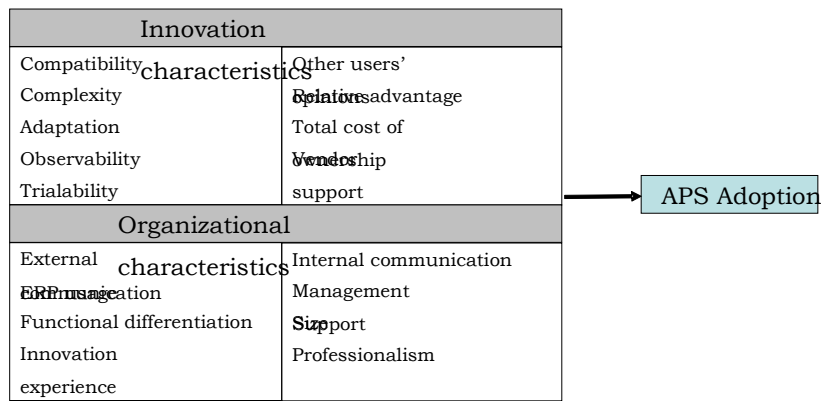 Innovation
characteristics
Compatibility
Complexity
Adaptation
Observability
Trialability
Other users'
opinions
Relative advantage
Total cost of
ownership
Vendor
support
Organizational
characteristics
External
communication
ERP usage
Functional differentiation
Innovation
experience
Internal communication
Management
Support
Size
Professionalism
APS Adoption